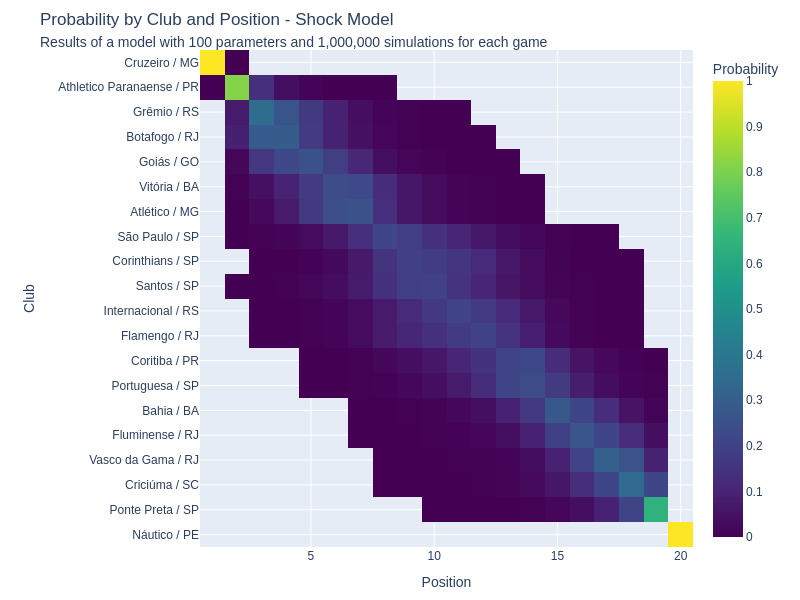 Probability by Club and Position - Shock Model
Results of a model with 100 parameters and 1,000,000 simulations for each game
Probability
Cruzeiro / MG
Athletico Paranaense / PR
Grêmio / RS
Botafogo / RJ
Goiás / GO
Vitória / BA
Atlético / MG
São Paulo / SP
Corinthians / SP
Santos / SP
Internacional / RS
Flamengo / RJ
Coritiba / PR
Portuguesa / SP
Bahia / BA
Fluminense / RJ
Vasco da Gama / RJ
Criciúma / SC
Ponte Preta / SP
Náutico / PE
Club
5
10
15
20
Position
1
0.9
0.8
0.7
0.6
0.5
0.4
0.3
0.2
0.1
0